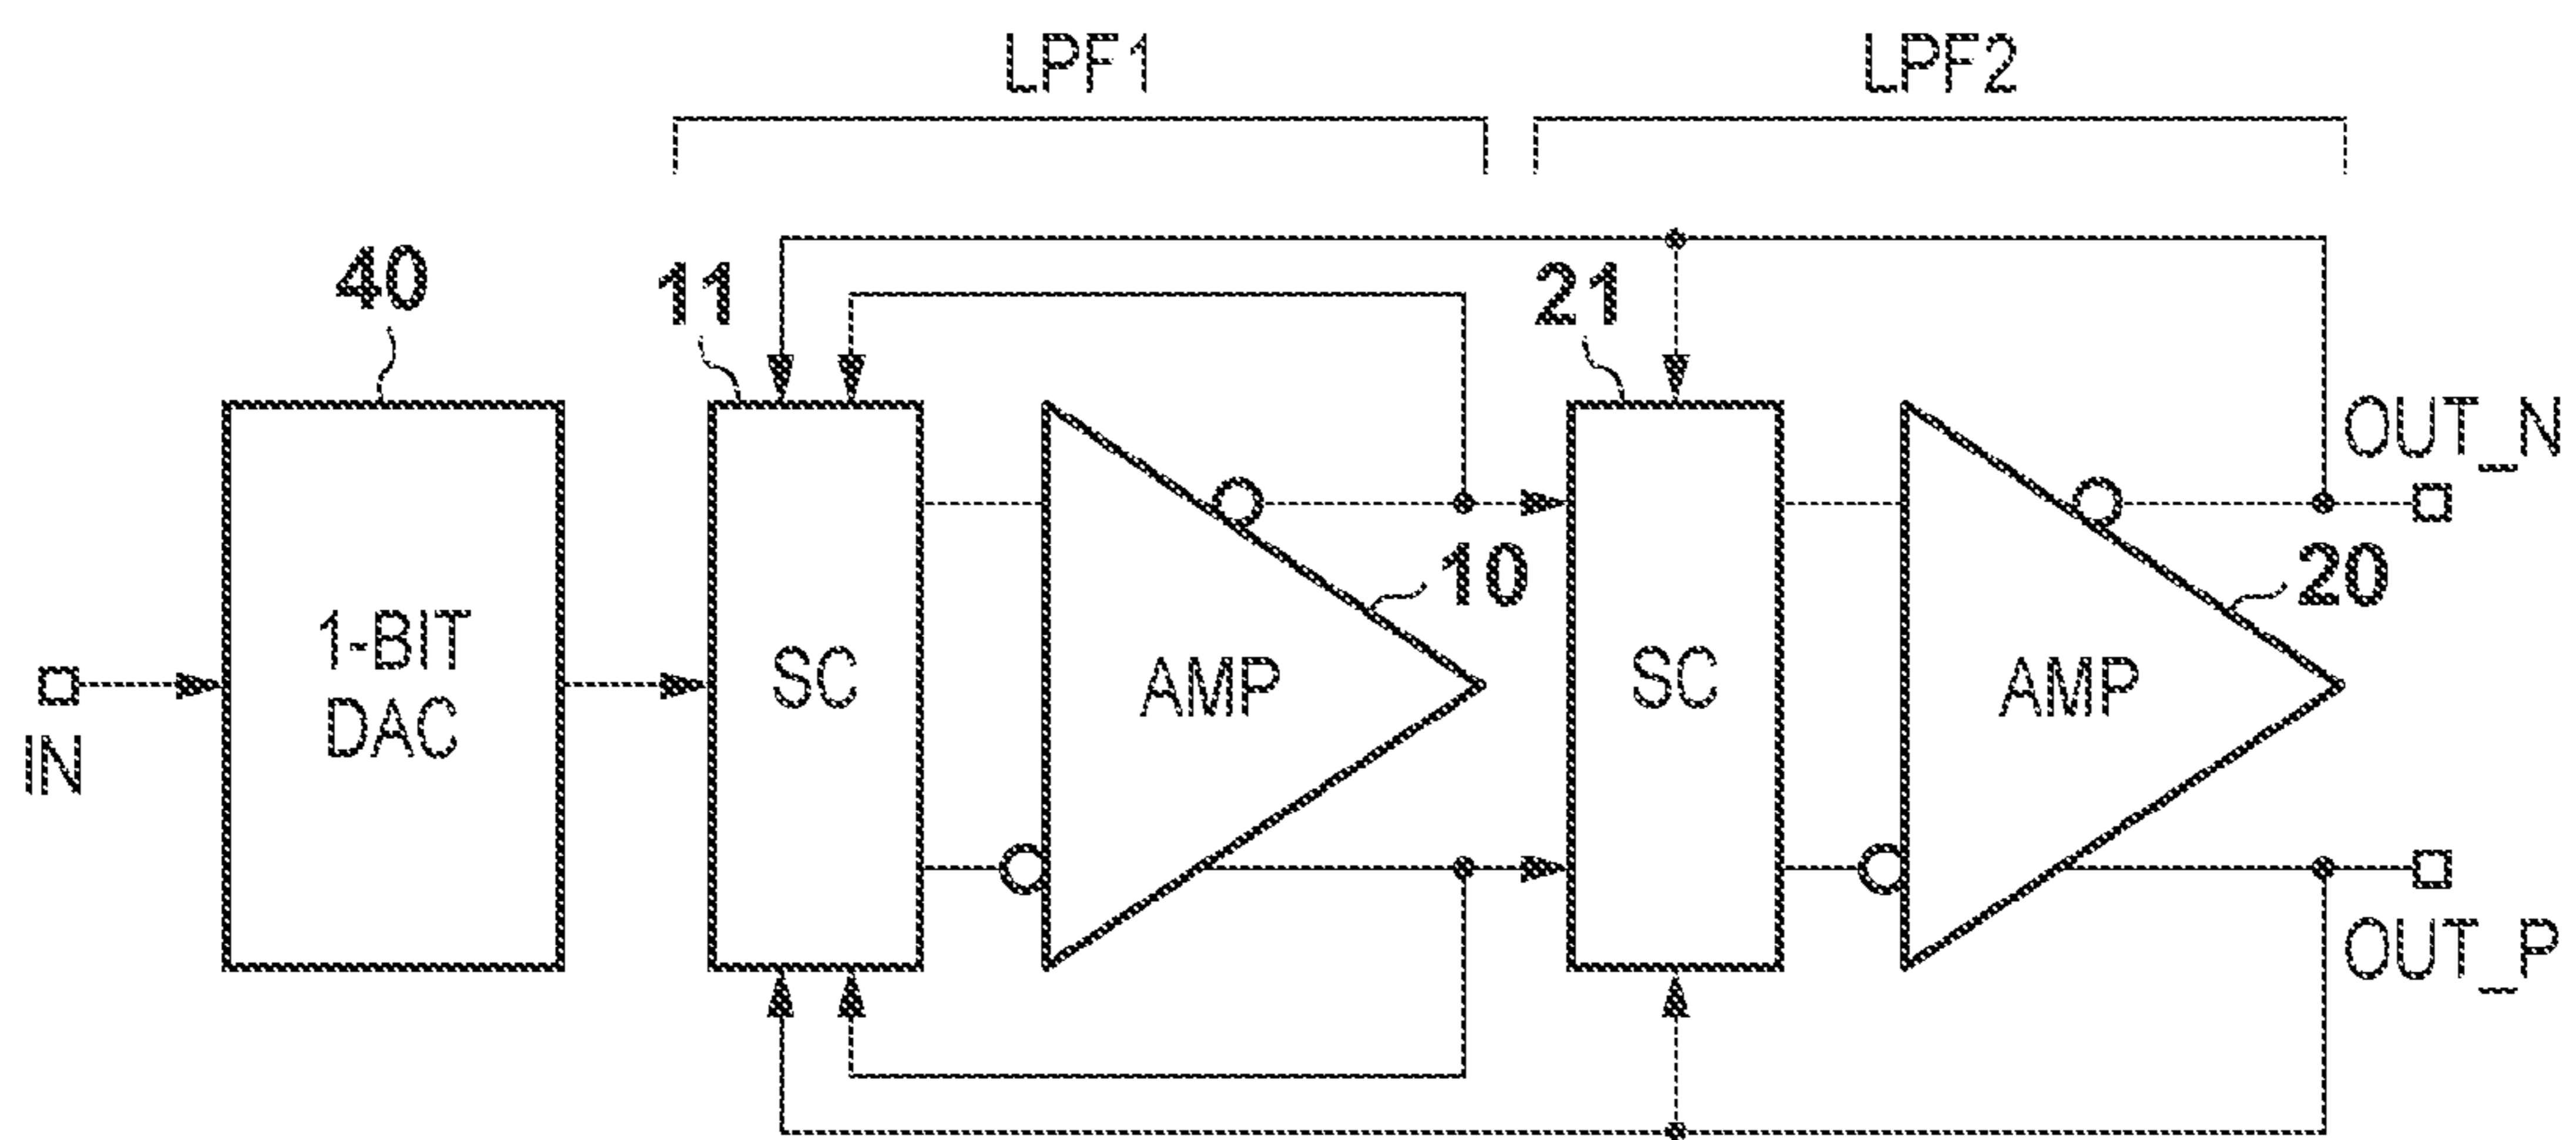 LPF1
LPF2
40
11
21
OUT_N
1-BIT
DAC
SC
AMP
10
SC
AMP
20
IN
OUT_P